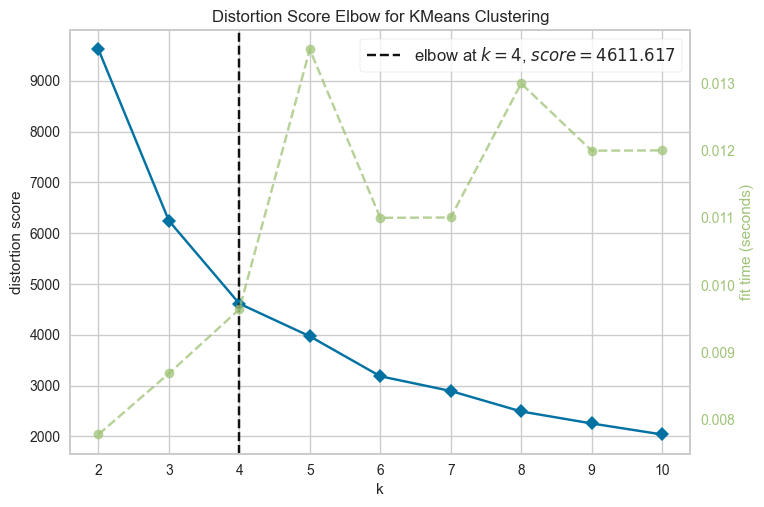 Distortion Score Elbow for KMeans Clustering
elbow at k = 4, score = 4611.617
distortion score
9000
8000
7000
6000
5000
4000
3000
2000
0.013
0.012
0.011
0.010
0.009
0.008
fit time (seconds)
2 3 4 5 6 7 8 9 10
k